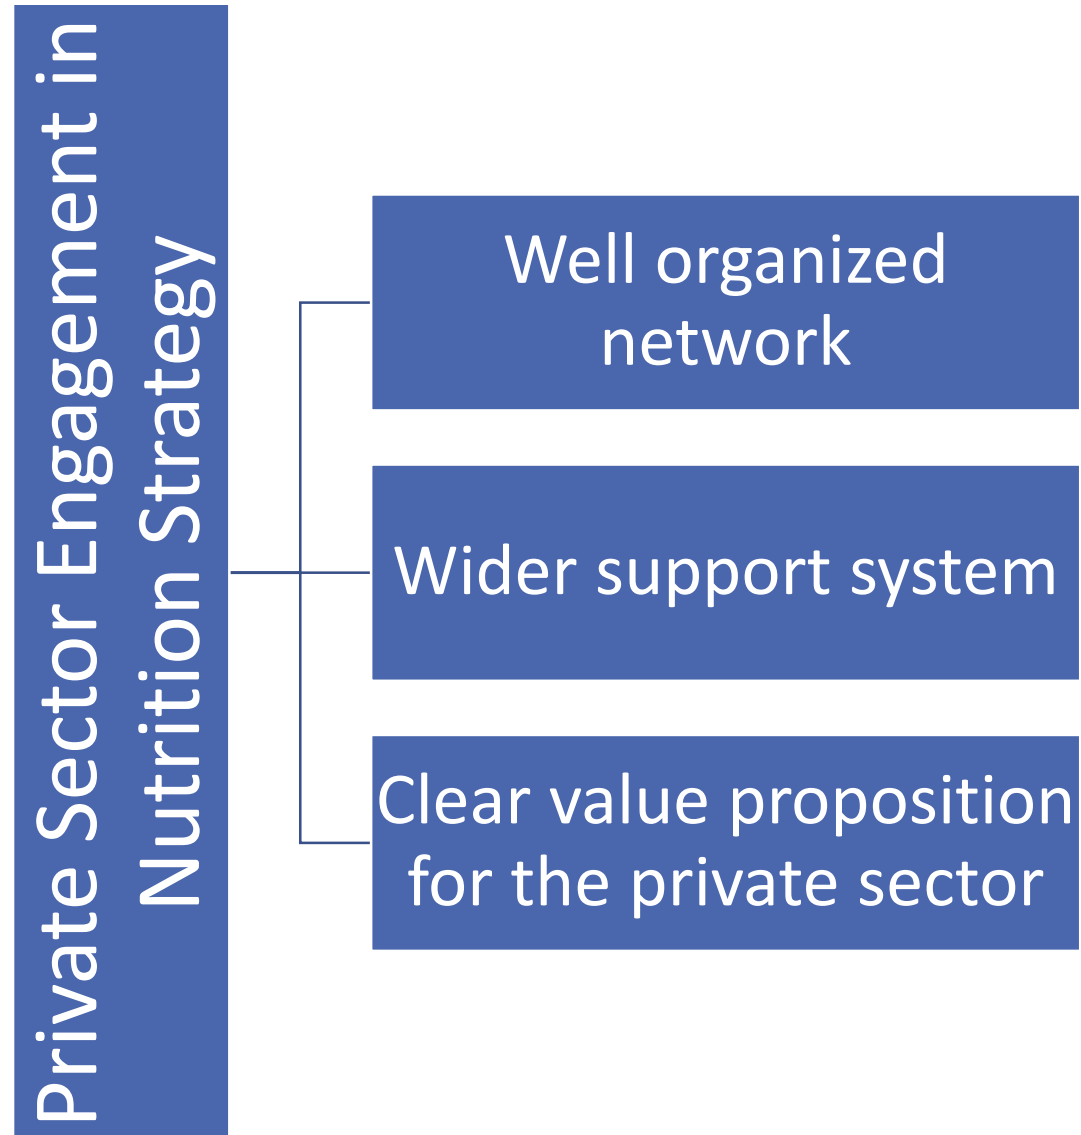 Private Sector Engagement in
Nutrition Strategy
Well organized
network
Wider support system
Clear value proposition
for the private sector